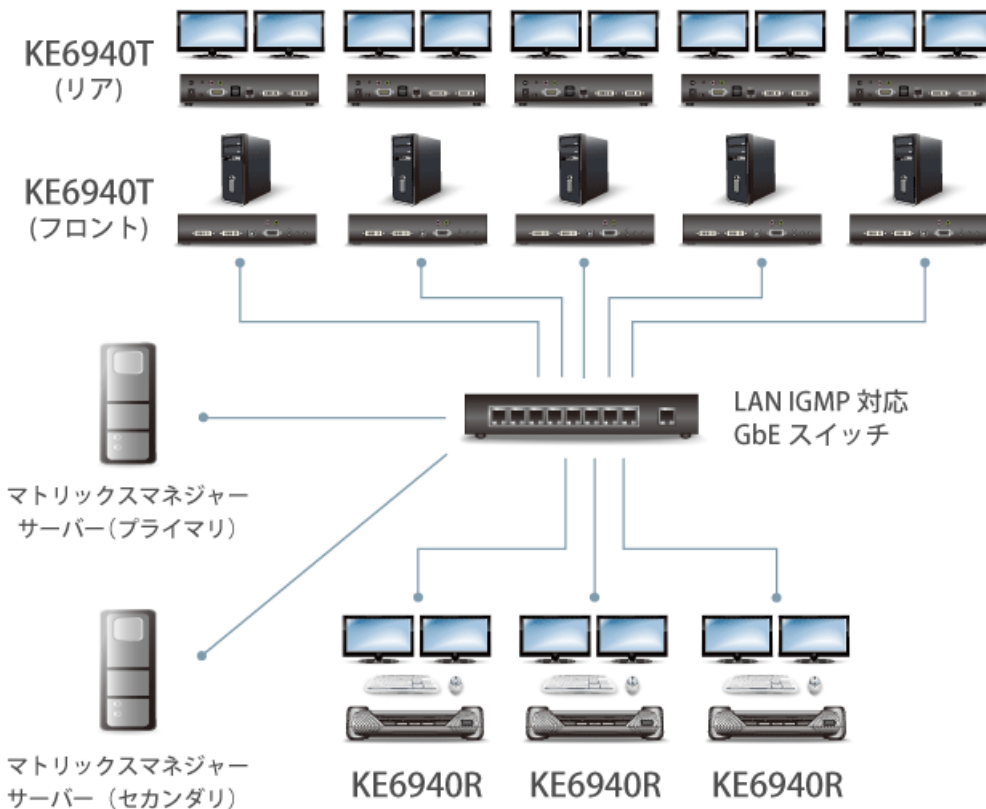 KE6940T
(リア)
KE6940T
(フロント)
LAN IGMP 対応
GbE スイッチ
マトリックスマネジャー
サーバー(プライマリ)
マトリックスマネジャー
サーバー (セカンダリ)
KE6940R KE6940R KE6940R